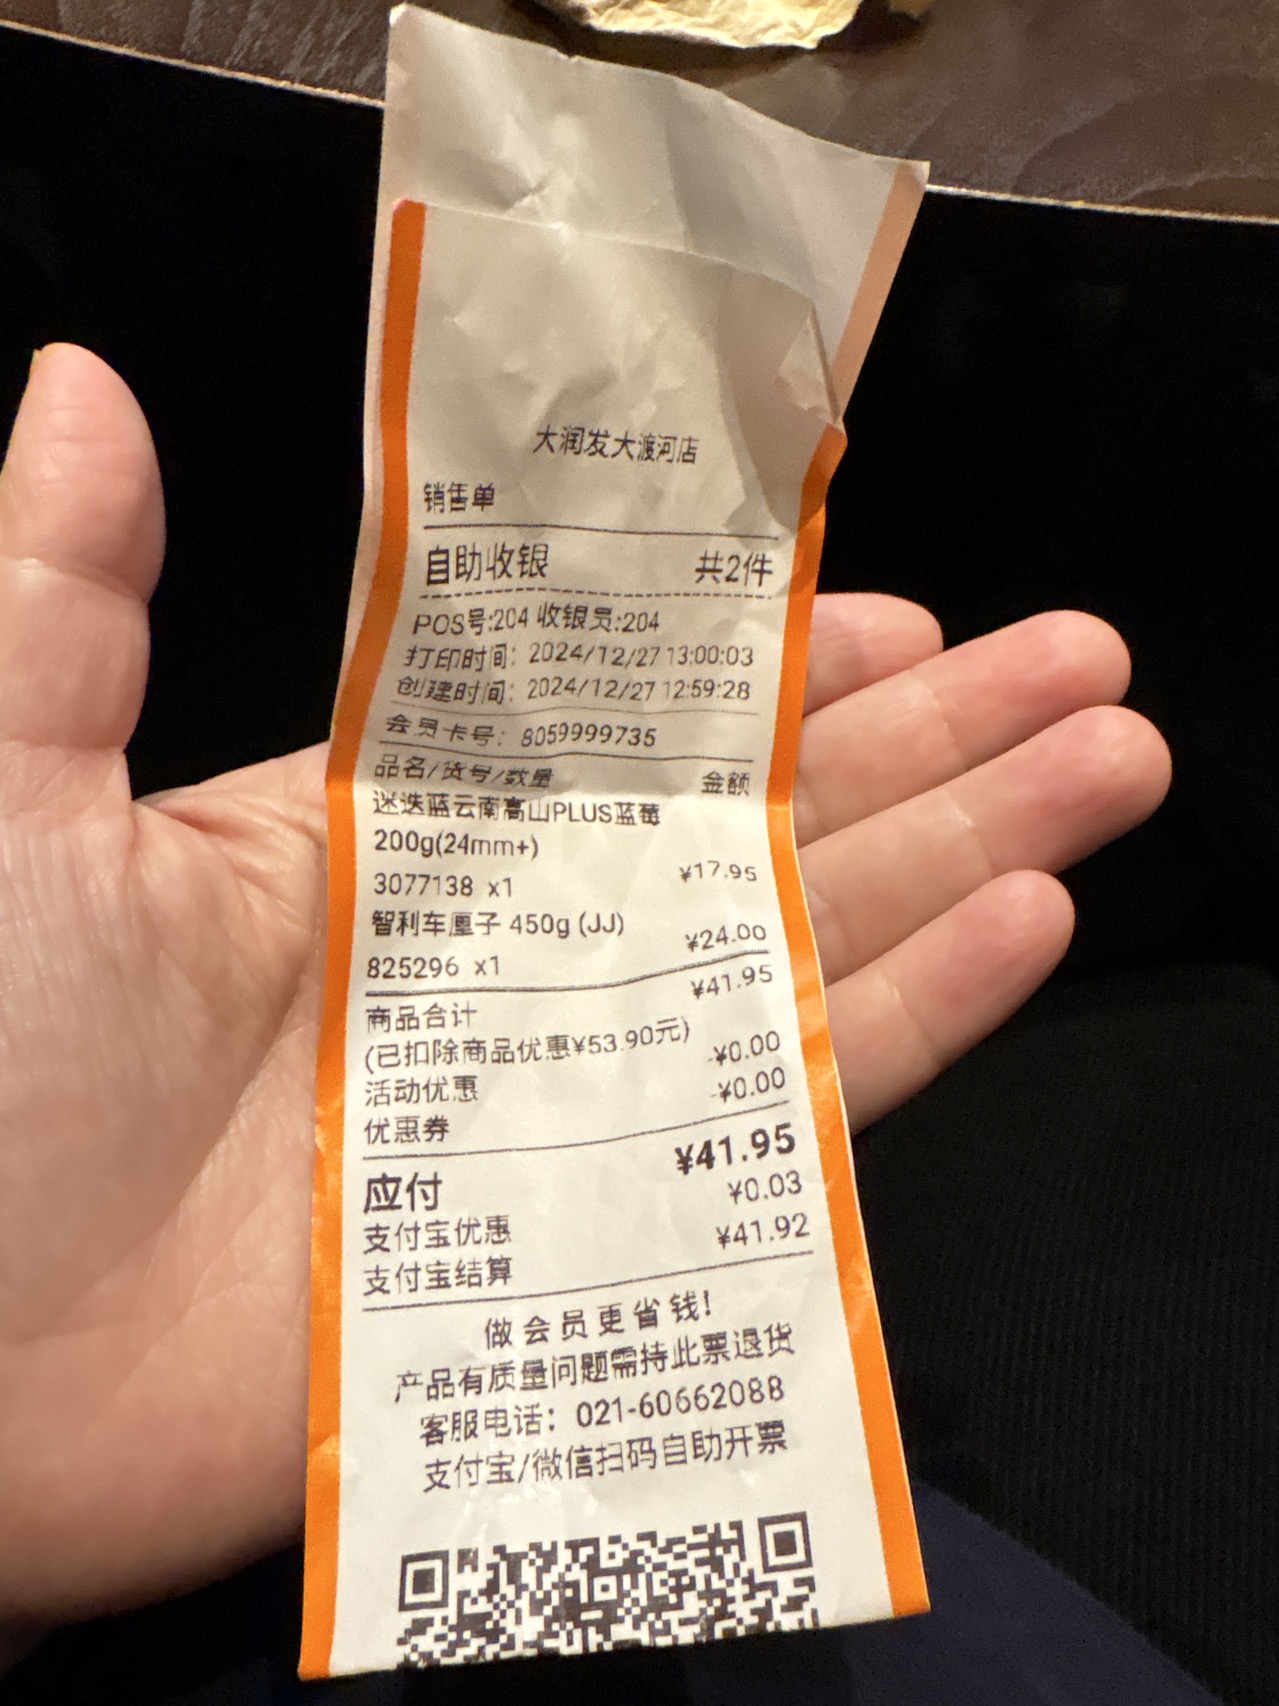 大润发大渡河店
销售单
自助收银 共2件
POS号:204 收银员:204
打印时间: 2024/12/27 13:00:03
创建时间: 2024/12/27 12:59:28
会员卡号: 8059999735
品名/货号/数量 金额
迷迭蓝云南高山PLUS蓝莓
200g(24mm+)
3077138 x1 ¥17.95
智利车厘子 450g (JJ)
825296 x1 ¥24.00
商品合计 ¥41.95
(已扣除商品优惠¥53.90元)
活动优惠 -¥0.00
优惠券 -¥0.00
应付 ¥41.95
支付宝优惠 ¥0.03
支付宝结算 ¥41.92
做会员更省钱!
产品有质量问题需持此票退货
客服电话: 021-60662088
支付宝/微信扫码自助开票